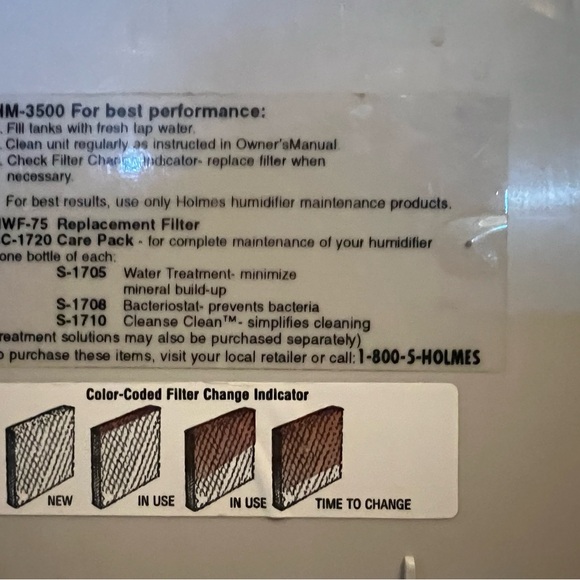 HM-3500 For best performance:
. Fill tanks with fresh tap water.
. Clean unit regularly as instructed in Owner'sManual.
. Check Filter Change Indicator- replace filter when
necessary.
For best results, use only Holmes humidifier maintenance products.
HWF-75 Replacement Filter
C-1720 Care Pack - for complete maintenance of your humidifier
one bottle of each:
S-1705 Water Treatment- minimize
mineral build-up
S-1708 Bacteriostat- prevents bacteria
S-1710 Cleanse Clean™- simplifies cleaning
reatment solutions may also be purchased separately)
o purchase these items, visit your local retailer or call: 1-800-5-HOLMES
Color-Coded Filter Change Indicator
NEW IN USE IN USE TIME TO CHANGE